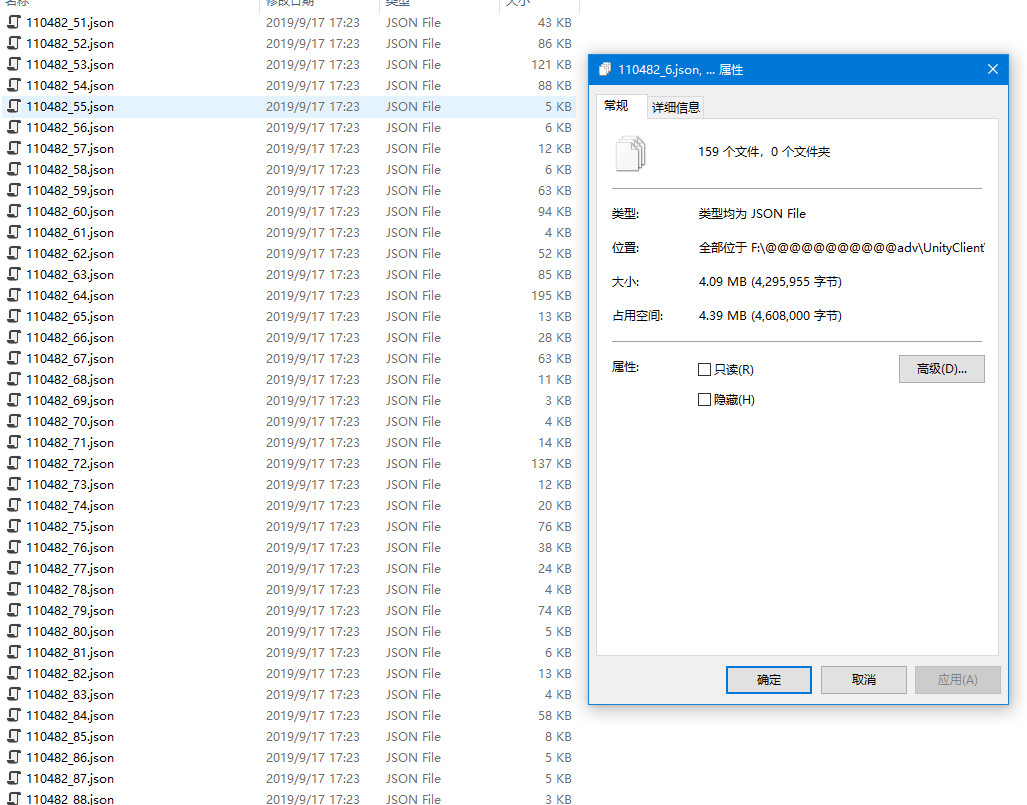 名称 修改日期 类型 大小
110482_51.json 2019/9/17 17:23 JSON File 43 KB
110482_52.json 2019/9/17 17:23 JSON File 86 KB
110482_53.json 2019/9/17 17:23 JSON File 121 KB
110482_54.json 2019/9/17 17:23 JSON File 88 KB
110482_55.json 2019/9/17 17:23 JSON File 5 KB
110482_56.json 2019/9/17 17:23 JSON File 6 KB
110482_57.json 2019/9/17 17:23 JSON File 12 KB
110482_58.json 2019/9/17 17:23 JSON File 6 KB
110482_59.json 2019/9/17 17:23 JSON File 63 KB
110482_60.json 2019/9/17 17:23 JSON File 94 KB
110482_61.json 2019/9/17 17:23 JSON File 4 KB
110482_62.json 2019/9/17 17:23 JSON File 52 KB
110482_63.json 2019/9/17 17:23 JSON File 85 KB
110482_64.json 2019/9/17 17:23 JSON File 195 KB
110482_65.json 2019/9/17 17:23 JSON File 13 KB
110482_66.json 2019/9/17 17:23 JSON File 28 KB
110482_67.json 2019/9/17 17:23 JSON File 63 KB
110482_68.json 2019/9/17 17:23 JSON File 11 KB
110482_69.json 2019/9/17 17:23 JSON File 3 KB
110482_70.json 2019/9/17 17:23 JSON File 4 KB
110482_71.json 2019/9/17 17:23 JSON File 14 KB
110482_72.json 2019/9/17 17:23 JSON File 137 KB
110482_73.json 2019/9/17 17:23 JSON File 12 KB
110482_74.json 2019/9/17 17:23 JSON File 20 KB
110482_75.json 2019/9/17 17:23 JSON File 76 KB
110482_76.json 2019/9/17 17:23 JSON File 38 KB
110482_77.json 2019/9/17 17:23 JSON File 24 KB
110482_78.json 2019/9/17 17:23 JSON File 4 KB
110482_79.json 2019/9/17 17:23 JSON File 74 KB
110482_80.json 2019/9/17 17:23 JSON File 5 KB
110482_81.json 2019/9/17 17:23 JSON File 6 KB
110482_82.json 2019/9/17 17:23 JSON File 13 KB
110482_83.json 2019/9/17 17:23 JSON File 4 KB
110482_84.json 2019/9/17 17:23 JSON File 58 KB
110482_85.json 2019/9/17 17:23 JSON File 8 KB
110482_86.json 2019/9/17 17:23 JSON File 5 KB
110482_87.json 2019/9/17 17:23 JSON File 5 KB
110482_88.json 2019/9/17 17:23 JSON File 3 KB
110482_6.json, ... 属性
常规 详细信息
159 个文件，0 个文件夹
类型: 类型均为 JSON File
位置: 全部位于 F:\@@@@@@@@@@@adv\UnityClient
大小: 4.09 MB (4,295,955 字节)
占用空间: 4.39 MB (4,608,000 字节)
属性: 只读(R) 高级(D)...
隐藏(H)
确定 取消 应用(A)